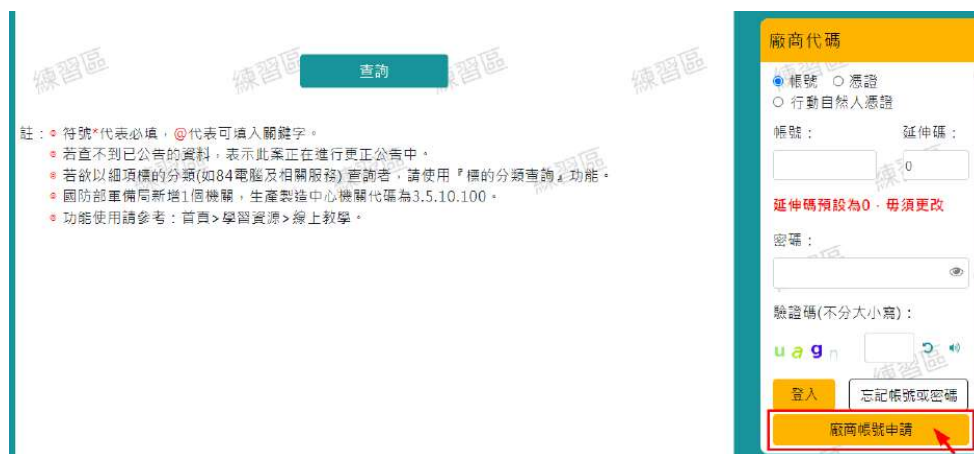 查詢
註：符號*代表必填，@代表可填入關鍵字。
若查不到已公告的資料，表示此案正在進行更正公告中。
若欲以細項標的分類(如84電腦及相關服務)查詢者，請使用『標的分類查詢』功能。
國防部軍備局新增1個機關，生產製造中心機關代碼為3.5.10.100。
功能使用請參考：首頁>學習資源>線上教學。
練習區
練習區
練習區
練習區
練習區
練習區
廠商代碼
帳號 憑證
行動自然人憑證
帳號： 延伸碼：
0
延伸碼預設為0，毋須更改
密碼：
驗證碼(不分大小寫)：
u a g n
登入 忘記帳號或密碼
廠商帳號申請